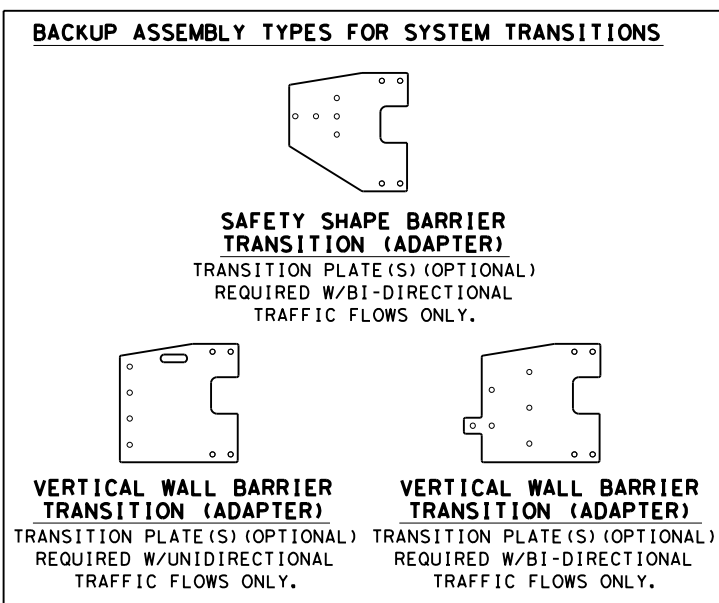 BACKUP ASSEMBLY TYPES FOR SYSTEM TRANSITIONS
SAFETY SHAPE BARRIER
TRANSITION (ADAPTER)
TRANSITION PLATE(S) (OPTIONAL)
REQUIRED W/BI-DIRECTIONAL
TRAFFIC FLOWS ONLY.
VERTICAL WALL BARRIER
TRANSITION (ADAPTER)
TRANSITION PLATE(S) (OPTIONAL)
REQUIRED W/UNIDIRECTIONAL
TRAFFIC FLOWS ONLY.
VERTICAL WALL BARRIER
TRANSITION (ADAPTER)
TRANSITION PLATE(S) (OPTIONAL)
REQUIRED W/BI-DIRECTIONAL
TRAFFIC FLOWS ONLY.